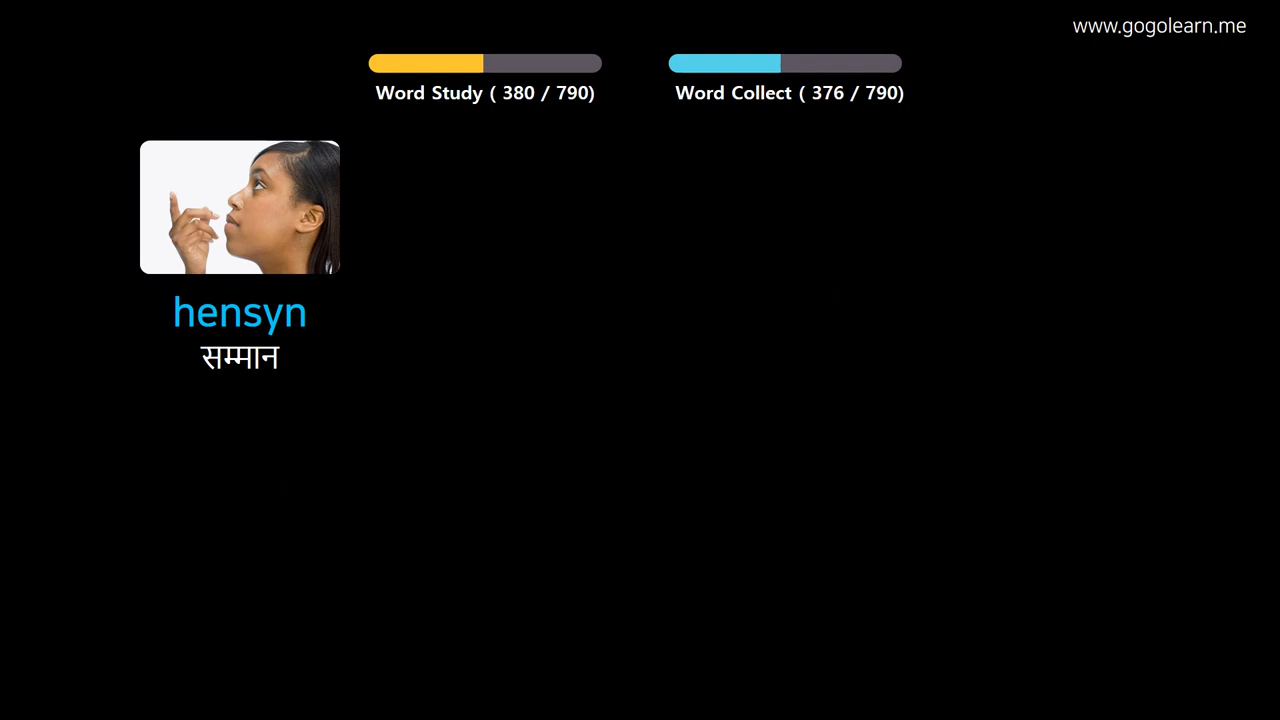 www.gogolearn.me
Word Study ( 380 / 790)
Word Collect ( 376 / 790)
hensyn
सम्मान